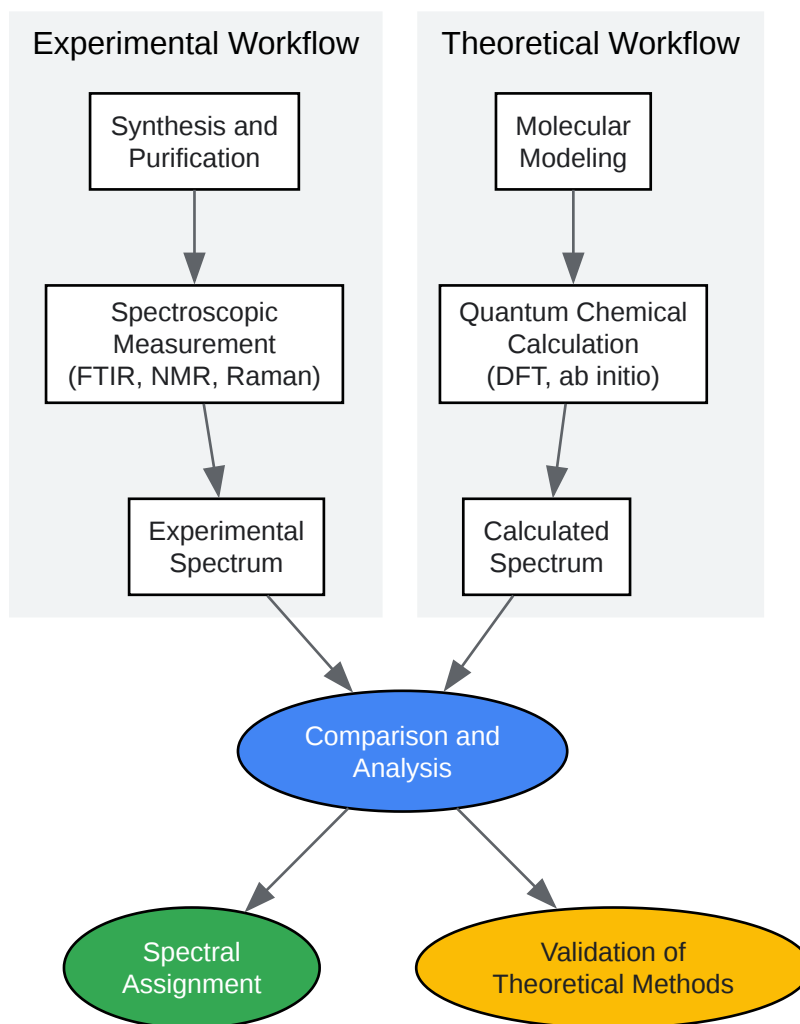 Experimental Workflow
Theoretical Workflow
Synthesis and
Purification
Molecular
Modeling
Spectroscopic
Measurement
(FTIR, NMR, Raman)
Quantum Chemical
Calculation
(DFT, ab initio)
Experimental
Spectrum
Calculated
Spectrum
Comparison and
Analysis
Spectral
Assignment
Validation of
Theoretical Methods